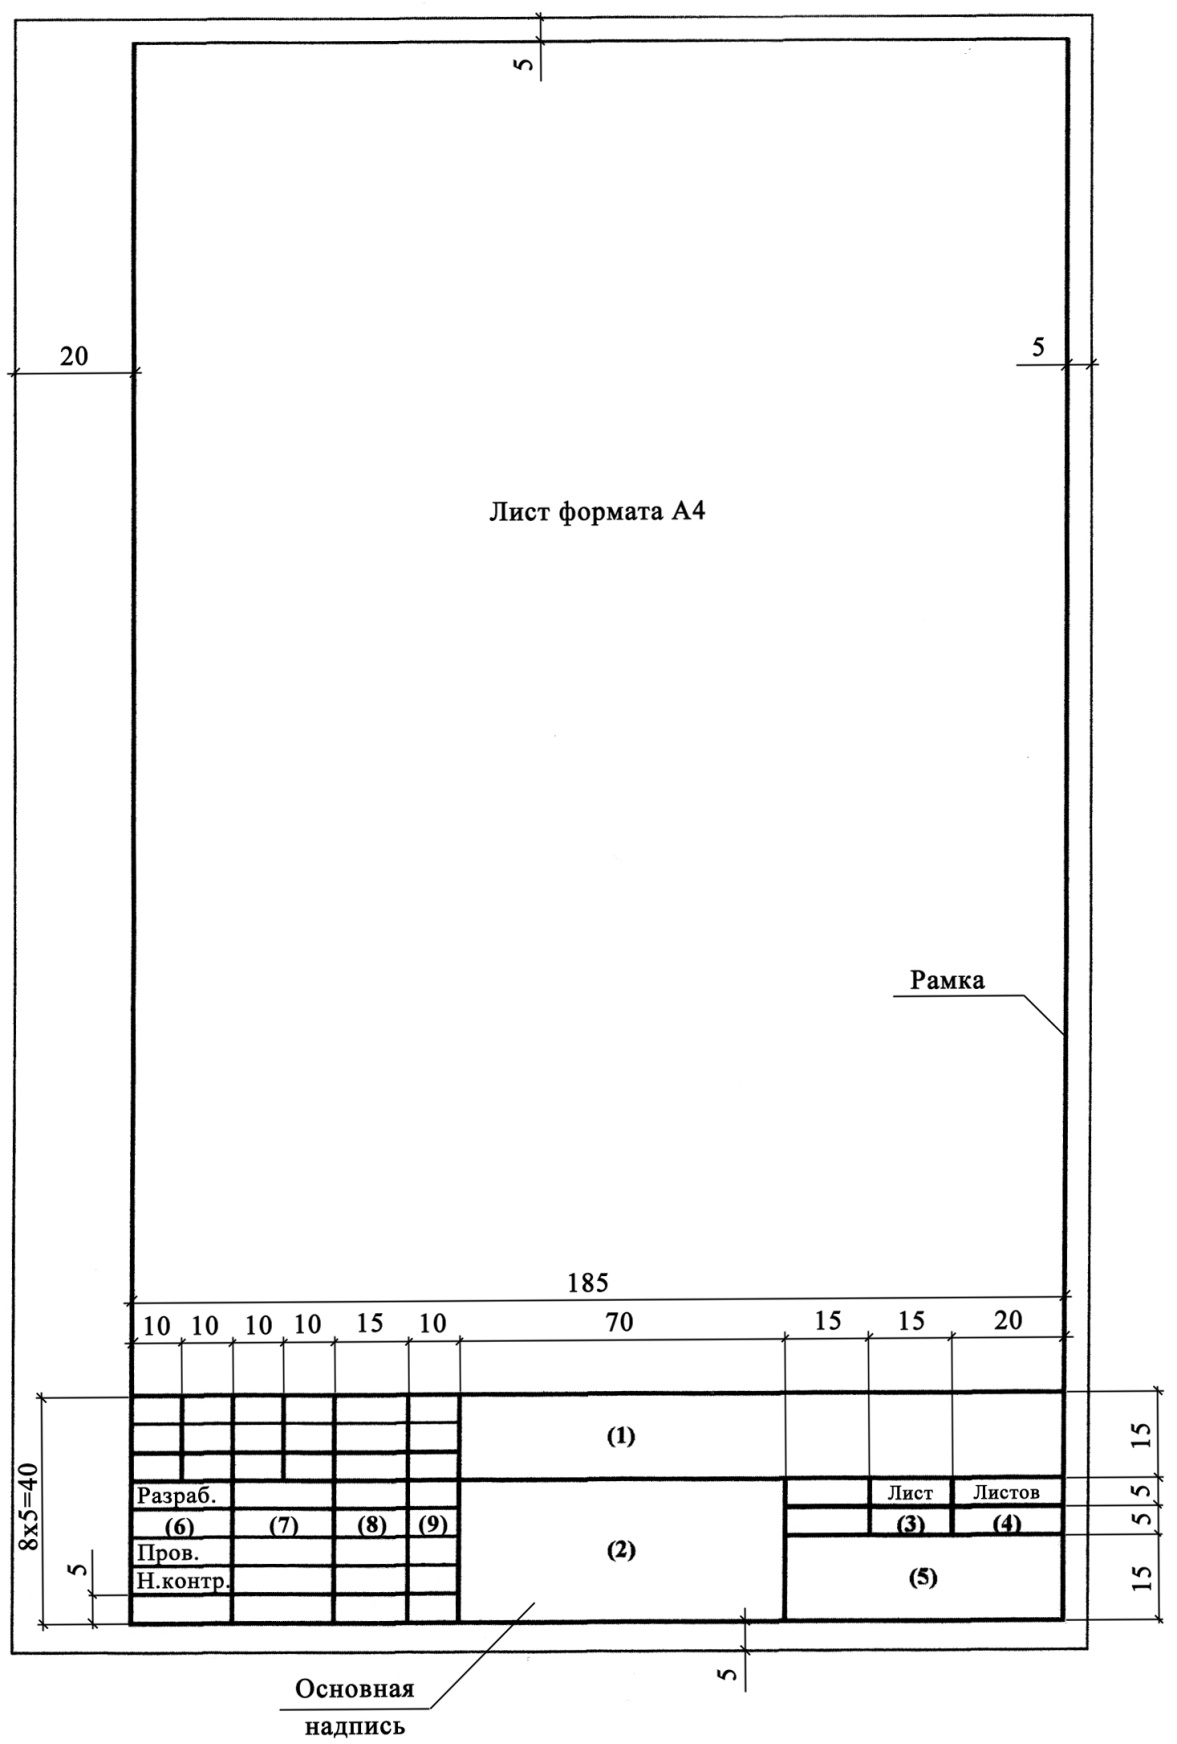 5
20
5
Лист формата А4
Рамка
185
10 10 10 10 15 10 70 15 15 20
(1)
15
8х5=40
Разраб.
Лист
Листов
5
(6)
(7)
(8)
(9)
(2)
(3)
(4)
5
Пров.
5
Н.контр.
(5)
15
5
Основная
надпись